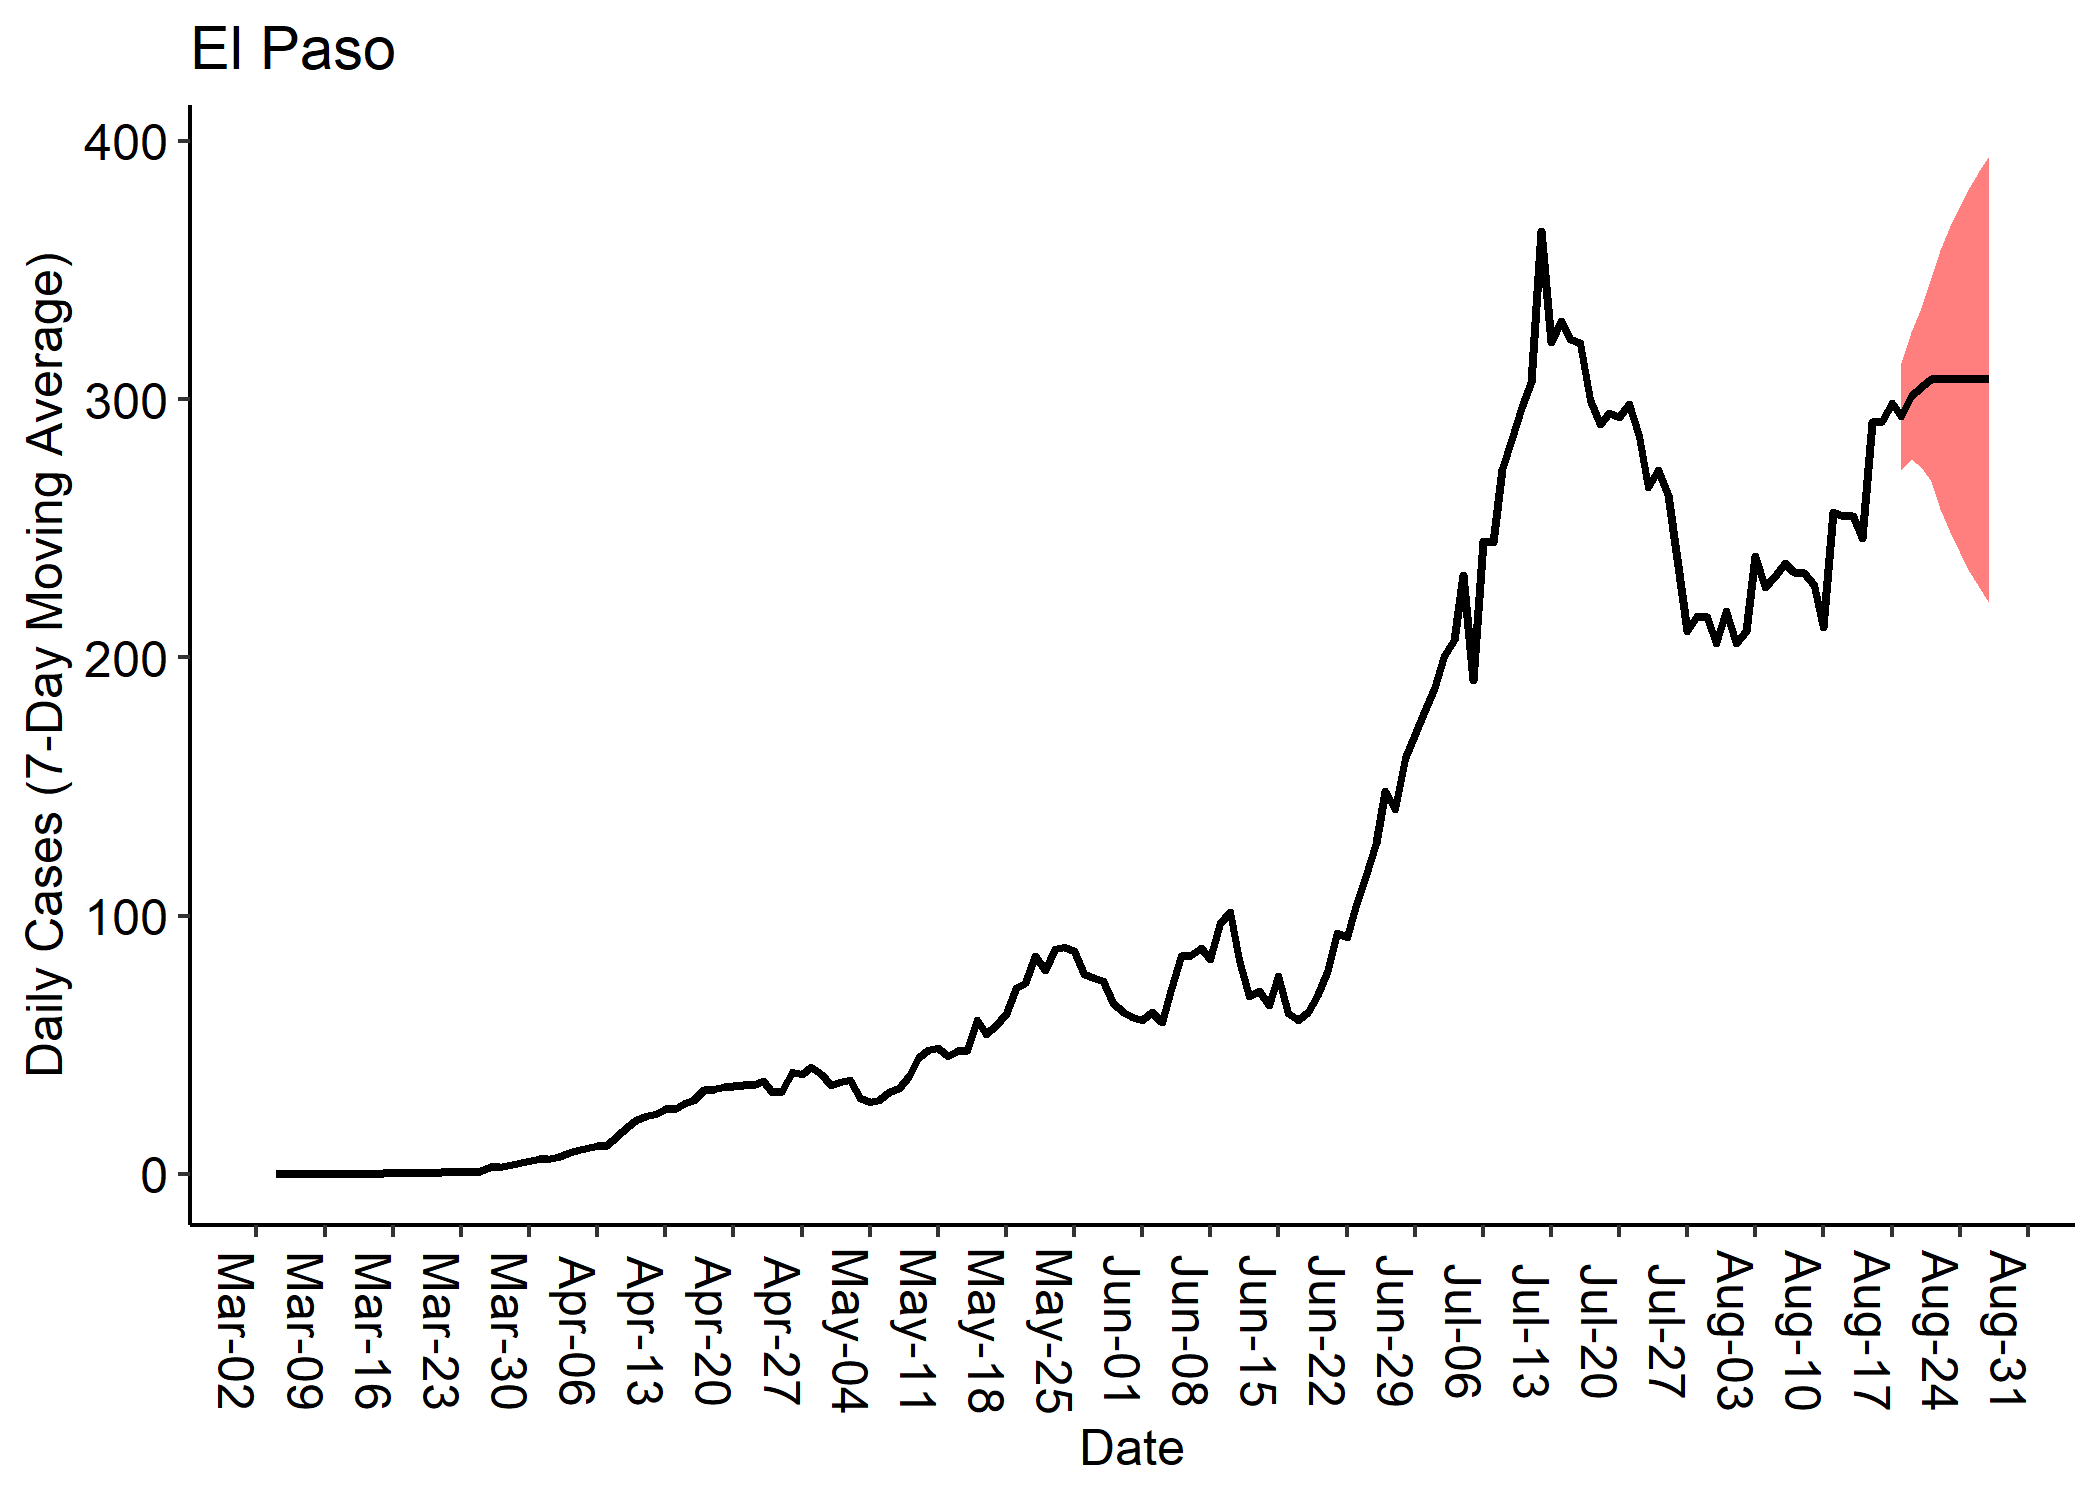 El Paso
Daily Cases (7-Day Moving Average)
400
300
200
100
0
Mar-02
Mar-09
Mar-16
Mar-23
Mar-30
Apr-06
Apr-13
Apr-20
Apr-27
May-04
May-11
May-18
May-25
Jun-01
Jun-08
Jun-15
Jun-22
Jun-29
Jul-06
Jul-13
Jul-20
Jul-27
Aug-03
Aug-10
Aug-17
Aug-24
Aug-31
Date